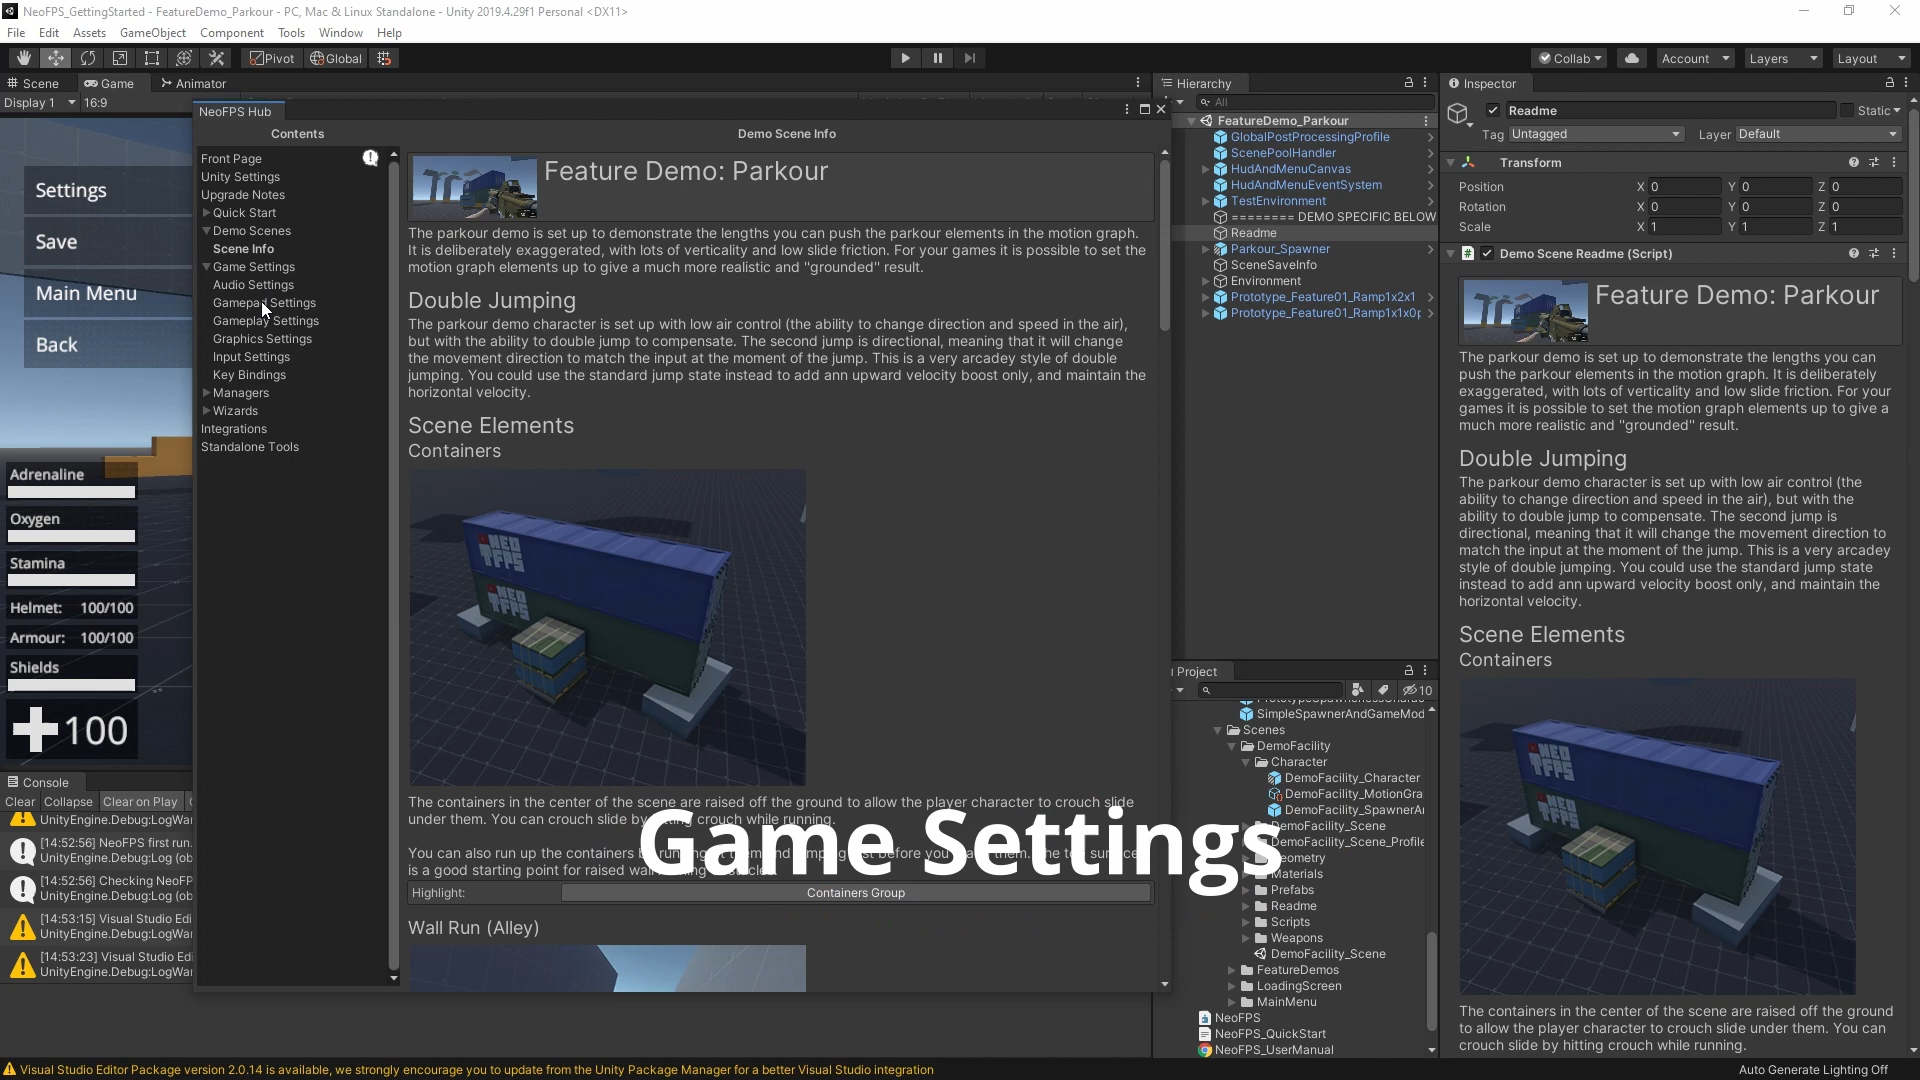 NeoFPS_GettingStarted - FeatureDemo_Parkour - PC, Mac & Linux Standalone - Unity 2019.4.29f1 Personal <DX11>
File Edit Assets GameObject Component Tools Window Help
Pivot Global Collab Account Layers Layout
Scene Game Animator
Display 1 16:9
Settings
Save
Main Menu
Back
Adrenaline
Oxygen
Stamina
Helmet: 100/100
Armour: 100/100
Shields
100
Console
Clear Collapse Clear on Play
UnityEngine.Debug:LogWar
[14:52:56] NeoFPS first run.
UnityEngine.Debug:Log (ob
[14:52:56] Checking NeoFP
UnityEngine.Debug:Log (ob
[14:53:15] Visual Studio Edi
UnityEngine.Debug:LogWar
[14:53:23] Visual Studio Edi
UnityEngine.Debug:LogWar
NeoFPS Hub
Contents
Front Page
Unity Settings
Upgrade Notes
Quick Start
Demo Scenes
Scene Info
Game Settings
Audio Settings
Gamepad Settings
Gameplay Settings
Graphics Settings
Input Settings
Key Bindings
Managers
Wizards
Integrations
Standalone Tools
Demo Scene Info
Feature Demo: Parkour
The parkour demo is set up to demonstrate the lengths you can push the parkour elements in the motion graph.
It is deliberately exaggerated, with lots of verticality and low slide friction. For your games it is possible to set the
motion graph elements up to give a much more realistic and "grounded" result.
Double Jumping
The parkour demo character is set up with low air control (the ability to change direction and speed in the air),
but with the ability to double jump to compensate. The second jump is directional, meaning that it will change
the movement direction to match the input at the moment of the jump. This is a very arcadey style of double
jumping. You could use the standard jump state instead to add ann upward velocity boost only, and maintain the
horizontal velocity.
Scene Elements
Containers
NEO
TFPS
NEO
TFPS
The containers in the center of the scene are raised off the ground to allow the player character to crouch slide
under them. You can crouch slide by hitting crouch while running.
You can also run up the containers
is a good starting point for raised
Game Settings
Highlight: Containers Group
Wall Run (Alley)
Hierarchy
All
FeatureDemo_Parkour
GlobalPostProcessingProfile
ScenePoolHandler
HudAndMenuCanvas
HudAndMenuEventSystem
TestEnvironment
======== DEMO SPECIFIC BELOW
Readme
Parkour_Spawner
SceneSaveInfo
Environment
Prototype_Feature01_Ramp1x2x1
Prototype_Feature01_Ramp1x1x0p
Project
10
SimpleSpawnerAndGameMod
Scenes
DemoFacility
Character
DemoFacility_Character
DemoFacility_MotionGra
DemoFacility_SpawnerAr
DemoFacility_Scene
DemoFacility_Scene_Profile
Geometry
Materials
Prefabs
Readme
Scripts
Weapons
DemoFacility_Scene
FeatureDemos
LoadingScreen
MainMenu
NeoFPS
NeoFPS_QuickStart
NeoFPS_UserManual
Inspector
Readme Static
Tag Untagged Layer Default
Transform
Position X 0 Y 0 Z 0
Rotation X 0 Y 0 Z 0
Scale X 1 Y 1 Z 1
Demo Scene Readme (Script)
Feature Demo: Parkour
The parkour demo is set up to demonstrate the lengths you can
push the parkour elements in the motion graph. It is deliberately
exaggerated, with lots of verticality and low slide friction. For your
games it is possible to set the motion graph elements up to give a
much more realistic and "grounded" result.
Double Jumping
The parkour demo character is set up with low air control (the
ability to change direction and speed in the air), but with the
ability to double jump to compensate. The second jump is
directional, meaning that it will change the movement direction to
match the input at the moment of the jump. This is a very arcadey
style of double jumping. You could use the standard jump state
instead to add ann upward velocity boost only, and maintain the
horizontal velocity.
Scene Elements
Containers
NEO
TFPS
NEO
TFPS
The containers in the center of the scene are raised off the ground
to allow the player character to crouch slide under them. You can
crouch slide by hitting crouch while running.
Visual Studio Editor Package version 2.0.14 is available, we strongly encourage you to update from the Unity Package Manager for a better Visual Studio integration
Auto Generate Lighting Off